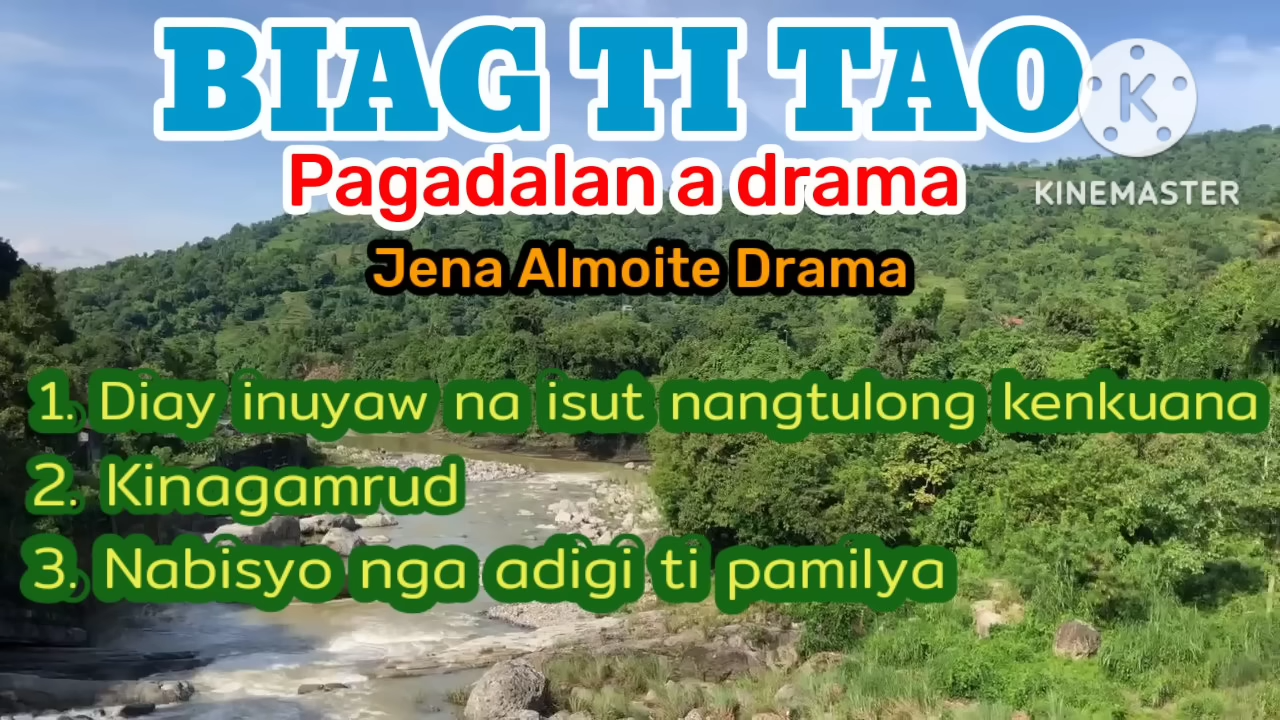 BIAG TI TAO
K
KINEMASTER
Pagadalan a drama
Jena Almoite Drama
1. Diay inuyaw na isut nangtulong kenkuana
2. Kinagamrud
3. Nabisyo nga adigi ti pamilya